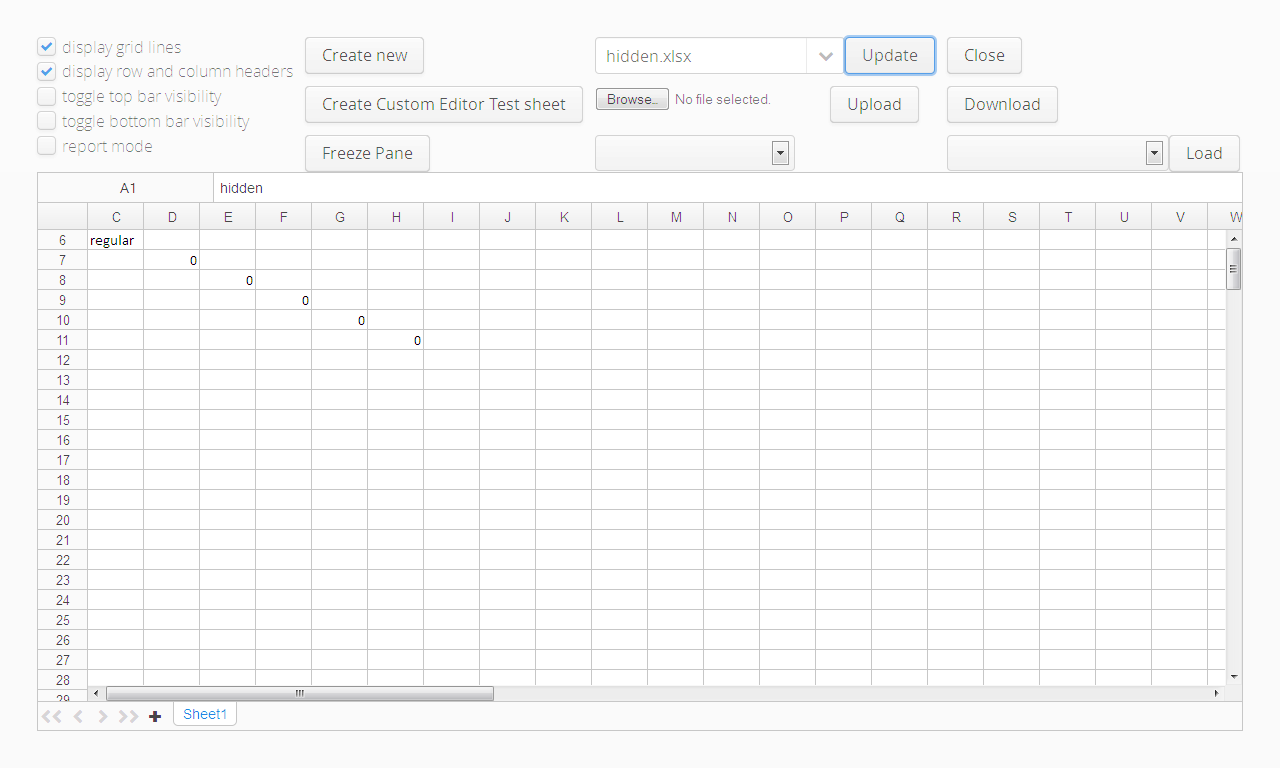 display grid lines
display row and column headers
toggle top bar visibility
toggle bottom bar visibility
report mode
Create new
hidden.xlsx
Update
Close
Create Custom Editor Test sheet
Browse..
No file selected.
Upload
Download
Freeze Pane
Load
A1
hidden
C D E F G H I J K L M N O P Q R S T U V W
6 regular
7 0
8 0
9 0
10 0
11 0
12
13
14
15
16
17
18
19
20
21
22
23
24
25
26
27
28
29
Sheet1